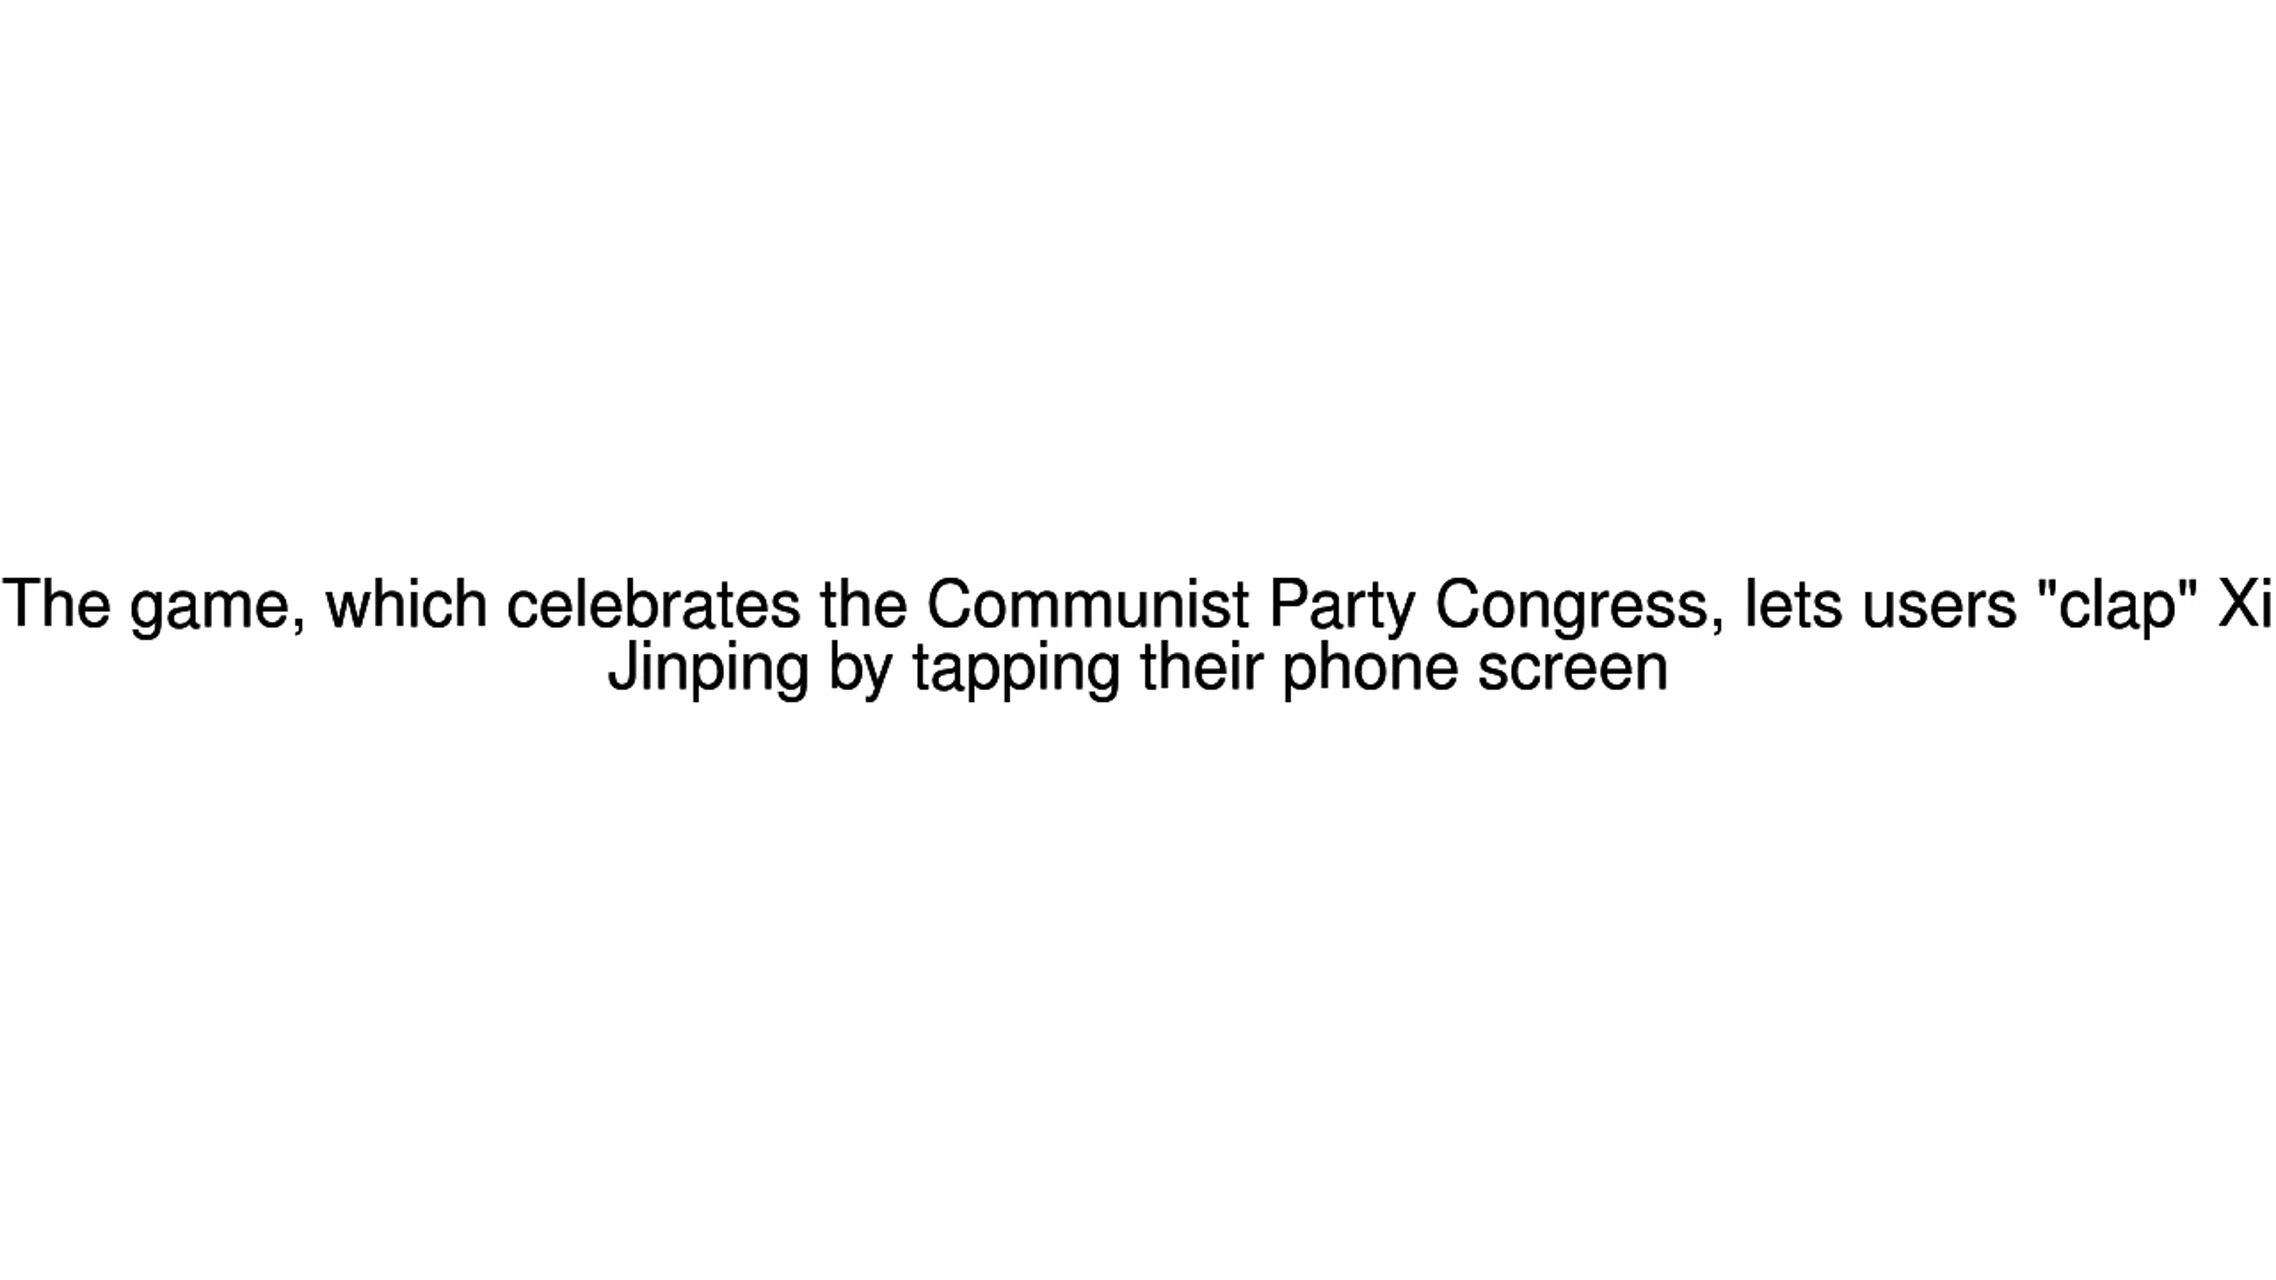 The game, which celebrates the Communist Party Congress, lets users "clap" Xi
Jinping by tapping their phone screen